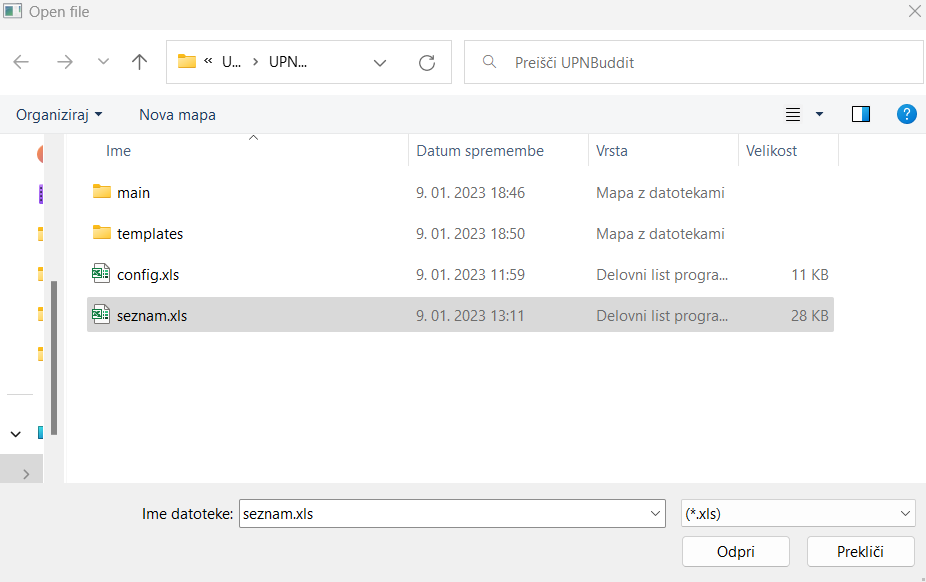 Open file
« U... > UPN...
Preišči UPNBuddit
Organiziraj
Nova mapa
Ime Datum spremembe Vrsta Velikost
main 9. 01. 2023 18:46 Mapa z datotekami
templates 9. 01. 2023 18:50 Mapa z datotekami
config.xls 9. 01. 2023 11:59 Delovni list progra... 11 KB
seznam.xls 9. 01. 2023 13:11 Delovni list progra... 28 KB
Ime datoteke: seznam.xls (*.xls)
Odpri Prekliči